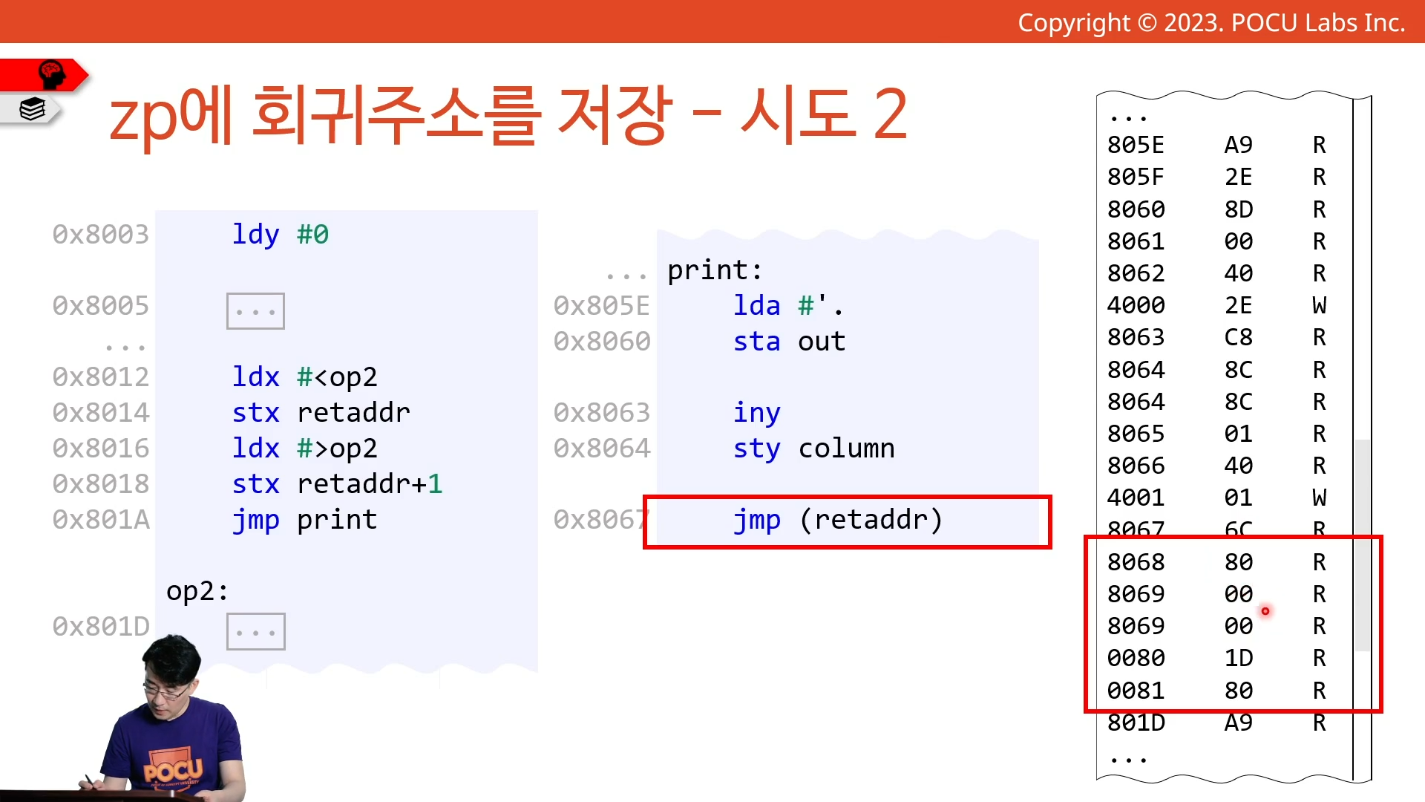 Copyright © 2023. POCU Labs Inc.
zp에 회귀주소를 저장 – 시도 2
0x8003 ldy #0
0x8005 ...
...
0x8012 ldx #<op2
0x8014 stx retaddr
0x8016 ldx #>op2
0x8018 stx retaddr+1
0x801A jmp print
op2:
0x801D ...
... print:
0x805E lda #'.
0x8060 sta out
0x8063 iny
0x8064 sty column
0x8067 jmp (retaddr)
...
805E A9 R
805F 2E R
8060 8D R
8061 00 R
8062 40 R
4000 2E W
8063 C8 R
8064 8C R
8064 8C R
8065 01 R
8066 40 R
4001 01 W
8067 6C R
8068 80 R
8069 00 R
8069 00 R
0080 1D R
0081 80 R
801D A9 R
...
POCU